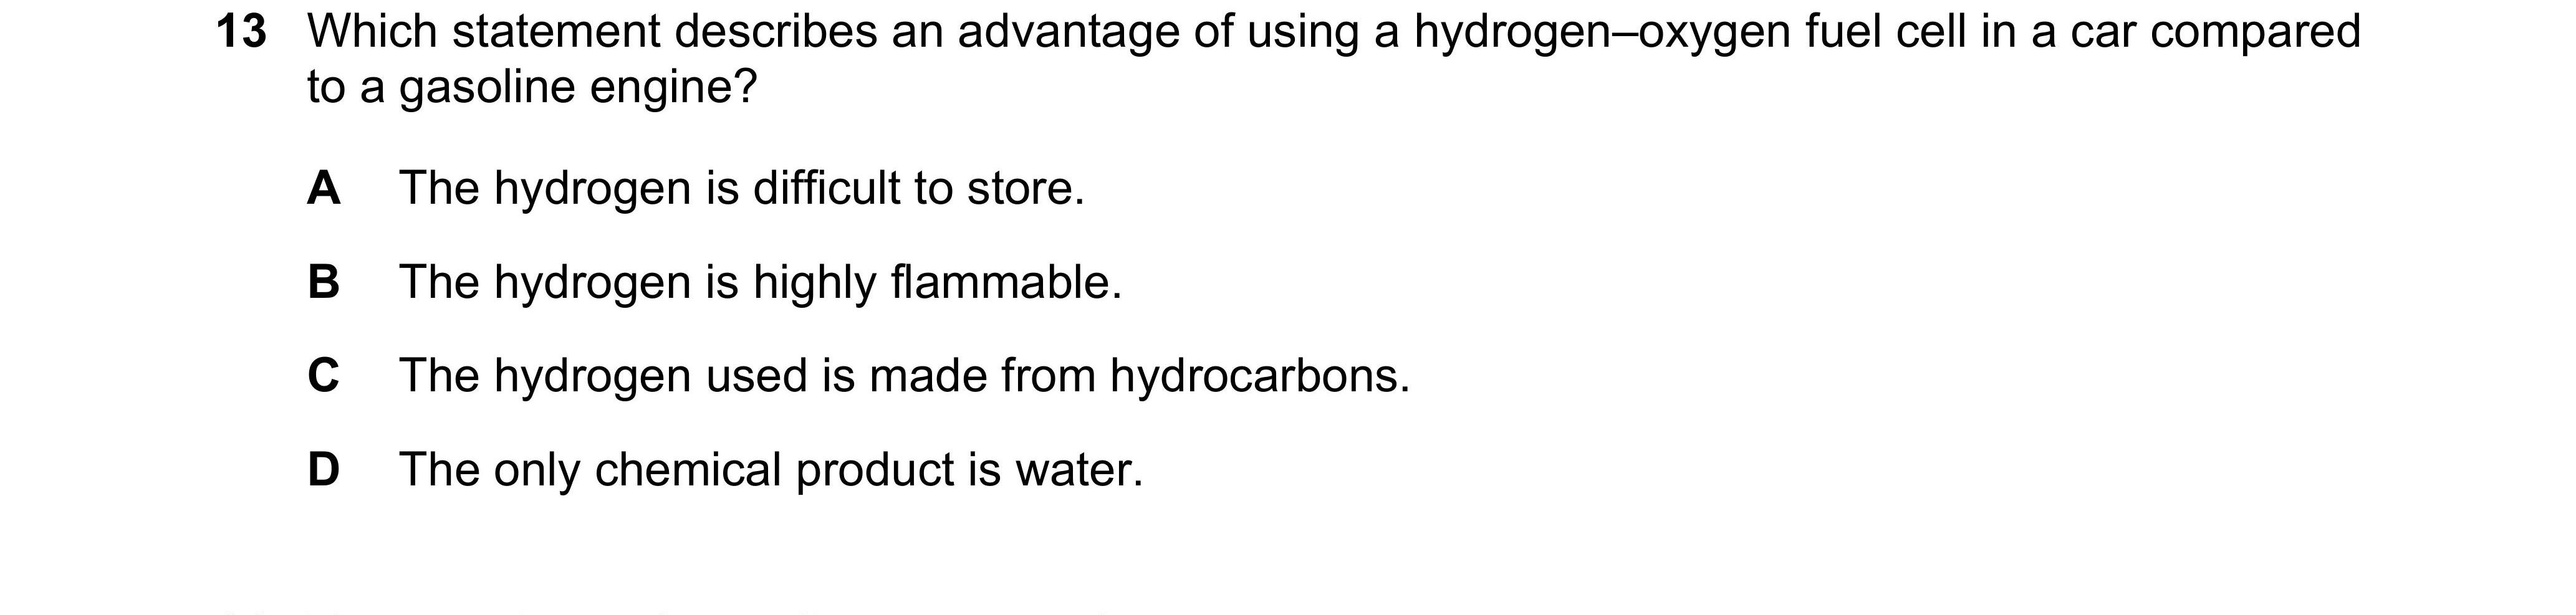 13 Which statement describes an advantage of using a hydrogen–oxygen fuel cell in a car compared
to a gasoline engine?
A The hydrogen is difficult to store.
B The hydrogen is highly flammable.
C The hydrogen used is made from hydrocarbons.
D The only chemical product is water.